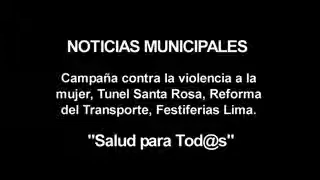 NOTICIAS MUNICIPALES
Campaña contra la violencia a la
mujer, Tunel Santa Rosa, Reforma
del Transporte, Festiferias Lima.
"Salud para Tod@s"